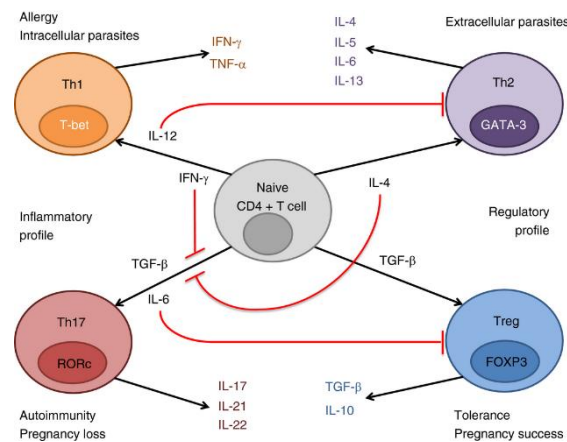 Allergy
Intracellular parasites
IFN-γ
TNF-α
IL-4
IL-5
IL-6
IL-13
Extracellular parasites
Th1
T-bet
Th2
GATA-3
IL-12
IFN-γ
Naive
CD4 + T cell
IL-4
Inflammatory
profile
Regulatory
profile
TGF-β
TGF-β
IL-6
Th17
RORc
Treg
FOXP3
IL-17
IL-21
IL-22
TGF-β
IL-10
Autoimmunity
Pregnancy loss
Tolerance
Pregnancy success